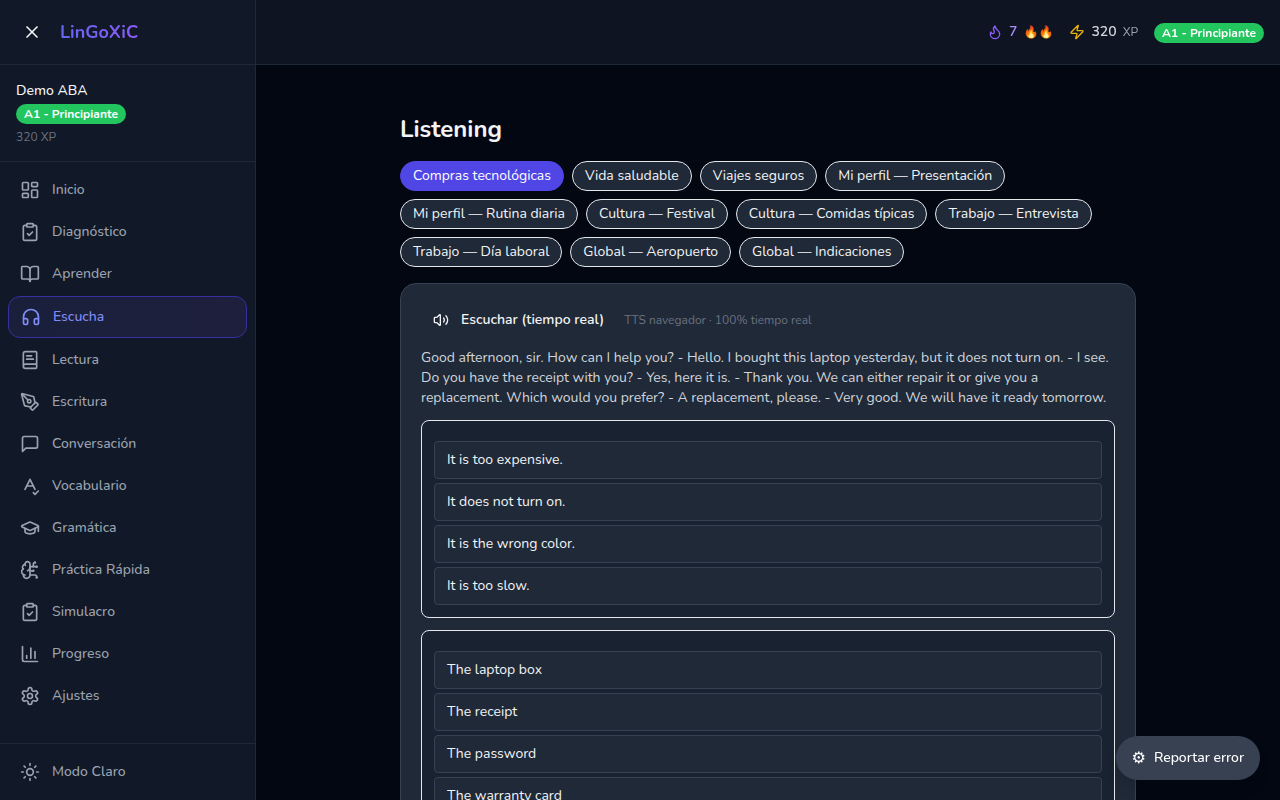 LinGoXiC
7 🔥🔥 320 XP A1 - Principiante
Demo ABA
A1 - Principiante
320 XP
Inicio
Diagnóstico
Aprender
Escucha
Lectura
Escritura
Conversación
Vocabulario
Gramática
Práctica Rápida
Simulacro
Progreso
Ajustes
Modo Claro
Listening
Compras tecnológicas Vida saludable Viajes seguros Mi perfil — Presentación
Mi perfil — Rutina diaria Cultura — Festival Cultura — Comidas típicas Trabajo — Entrevista
Trabajo — Día laboral Global — Aeropuerto Global — Indicaciones
Escuchar (tiempo real) TTS navegador · 100% tiempo real
Good afternoon, sir. How can I help you? - Hello. I bought this laptop yesterday, but it does not turn on. - I see.
Do you have the receipt with you? - Yes, here it is. - Thank you. We can either repair it or give you a
replacement. Which would you prefer? - A replacement, please. - Very good. We will have it ready tomorrow.
It is too expensive.
It does not turn on.
It is the wrong color.
It is too slow.
The laptop box
The receipt
The password
The warranty card
⚙ Reportar error